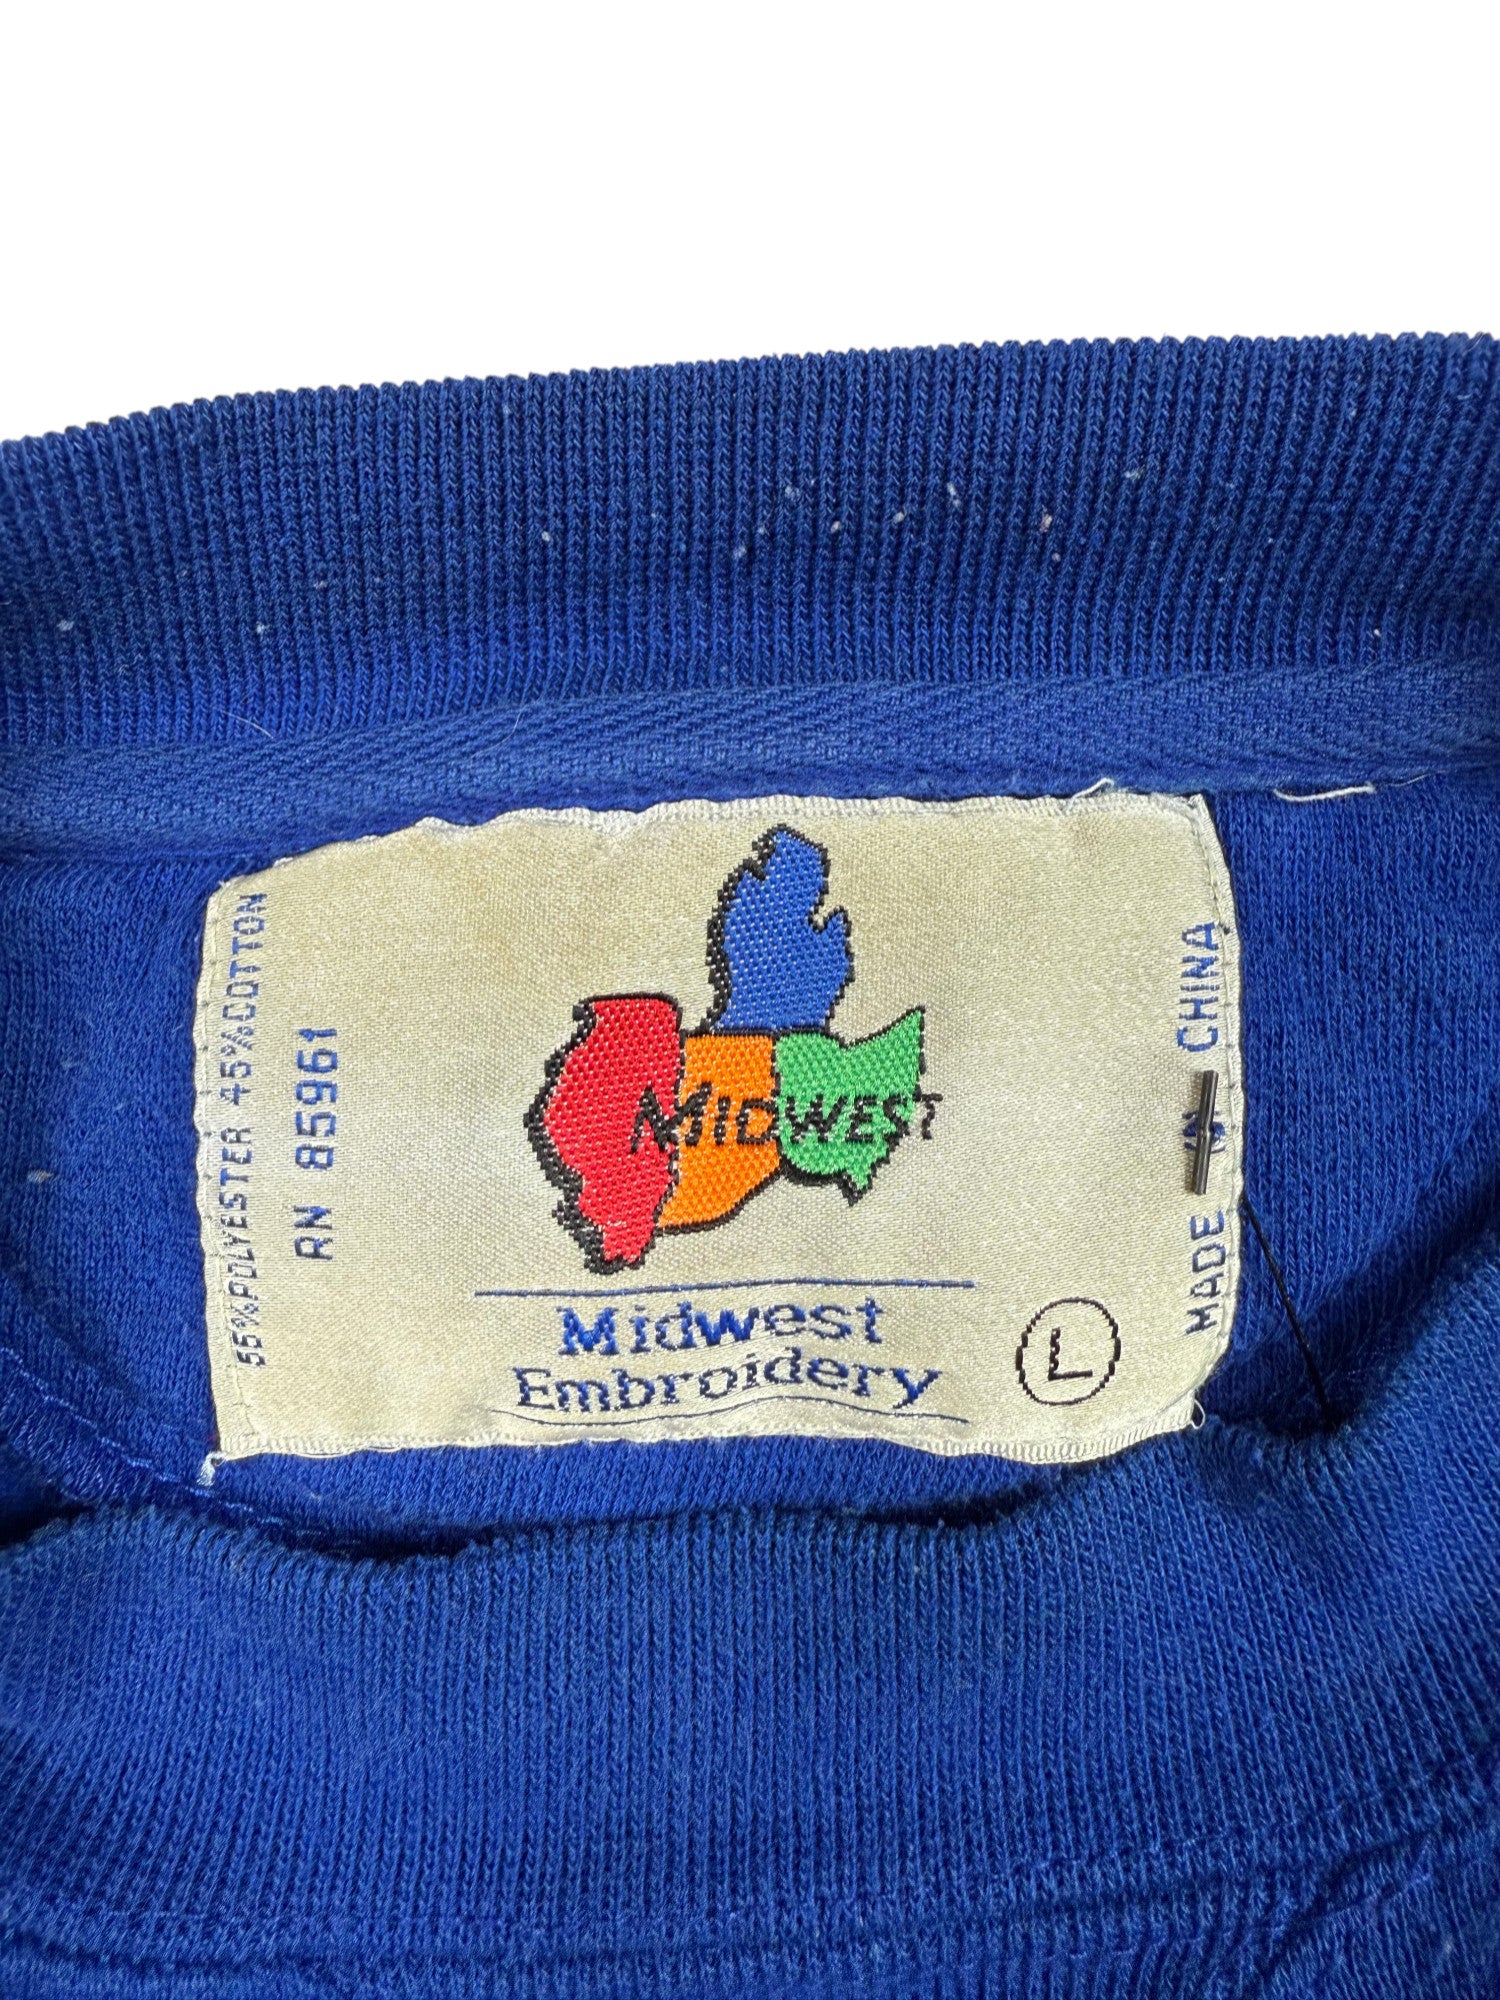 55% POLYESTER 45% COTTON
RN 85961
MIDWEST
Midwest
Embroidery
L
MADE IN CHINA